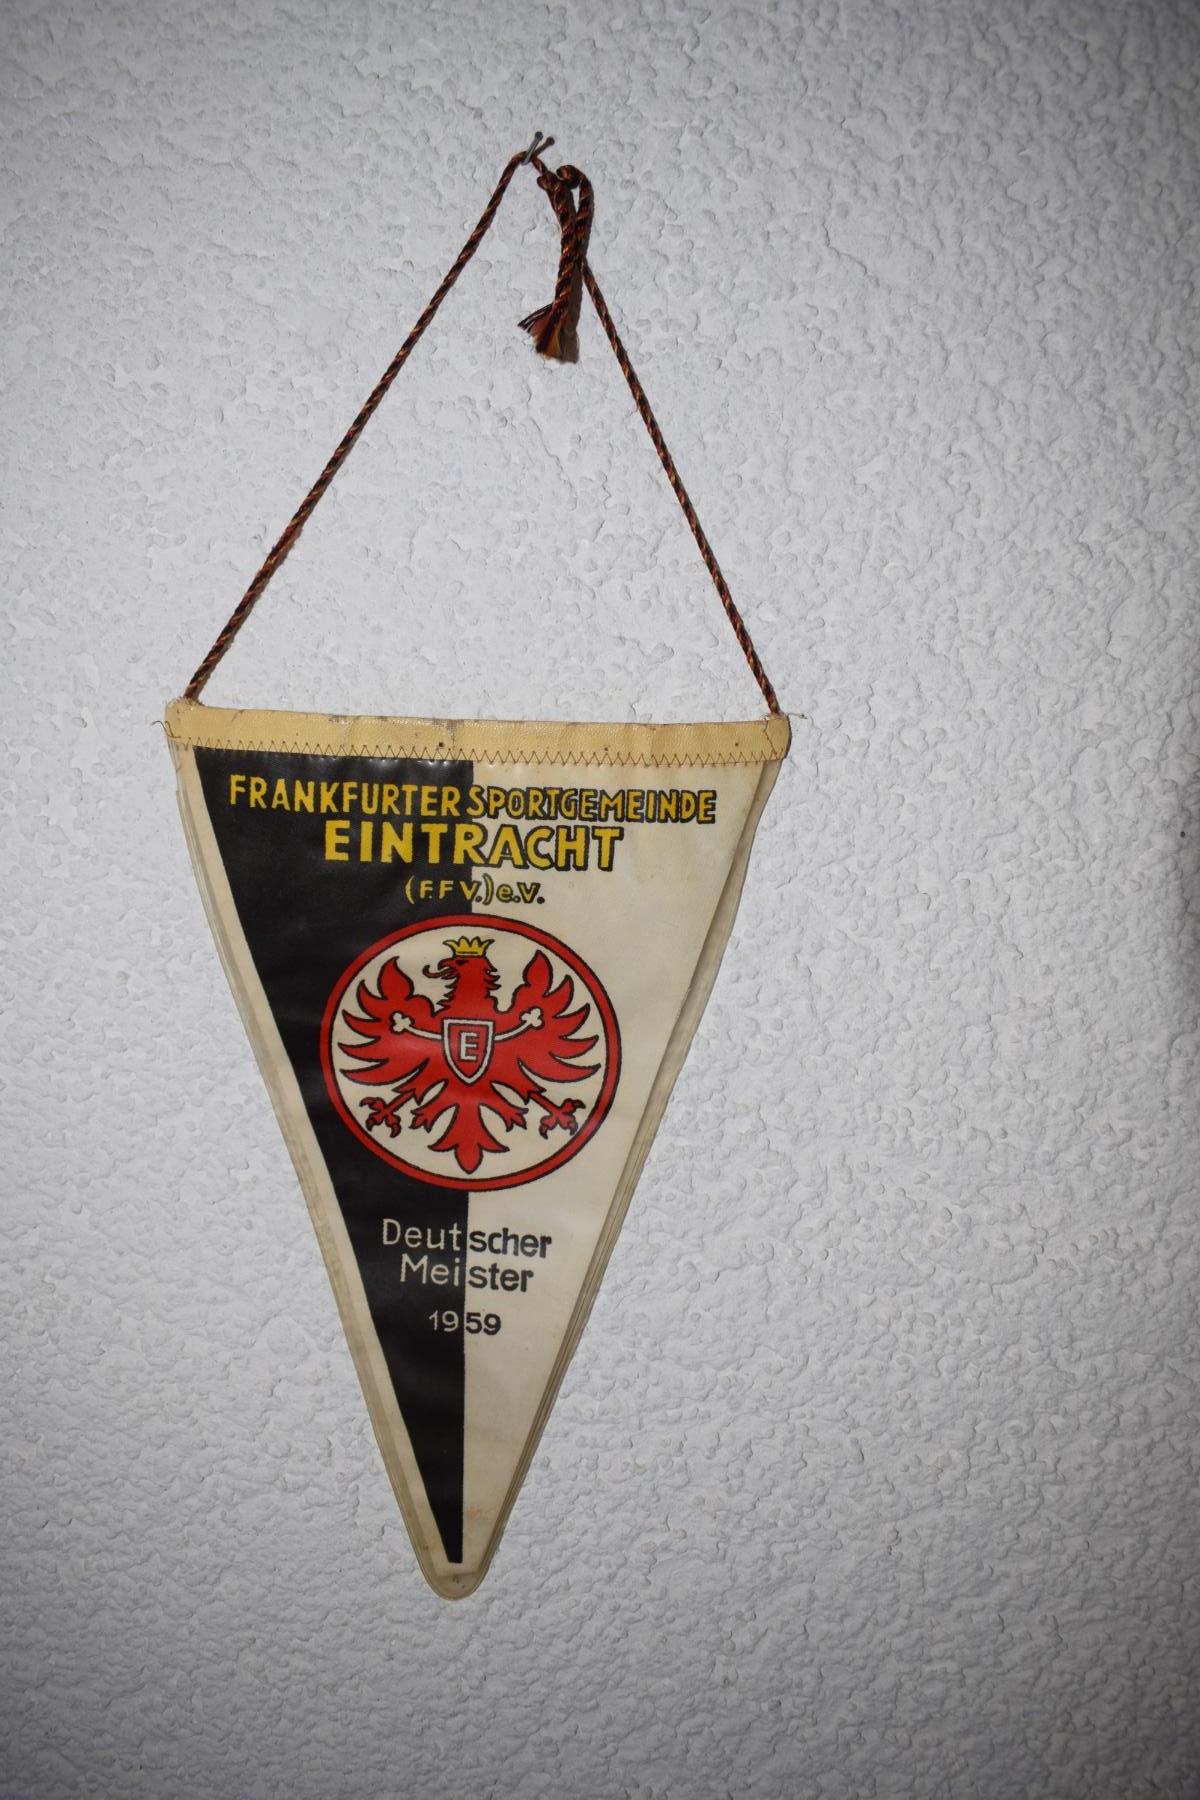 FRANKFURTER SPORTGEMEINDE
EINTRACHT
(F.F.V.) e.V.
E
Deutscher
Meister
1959